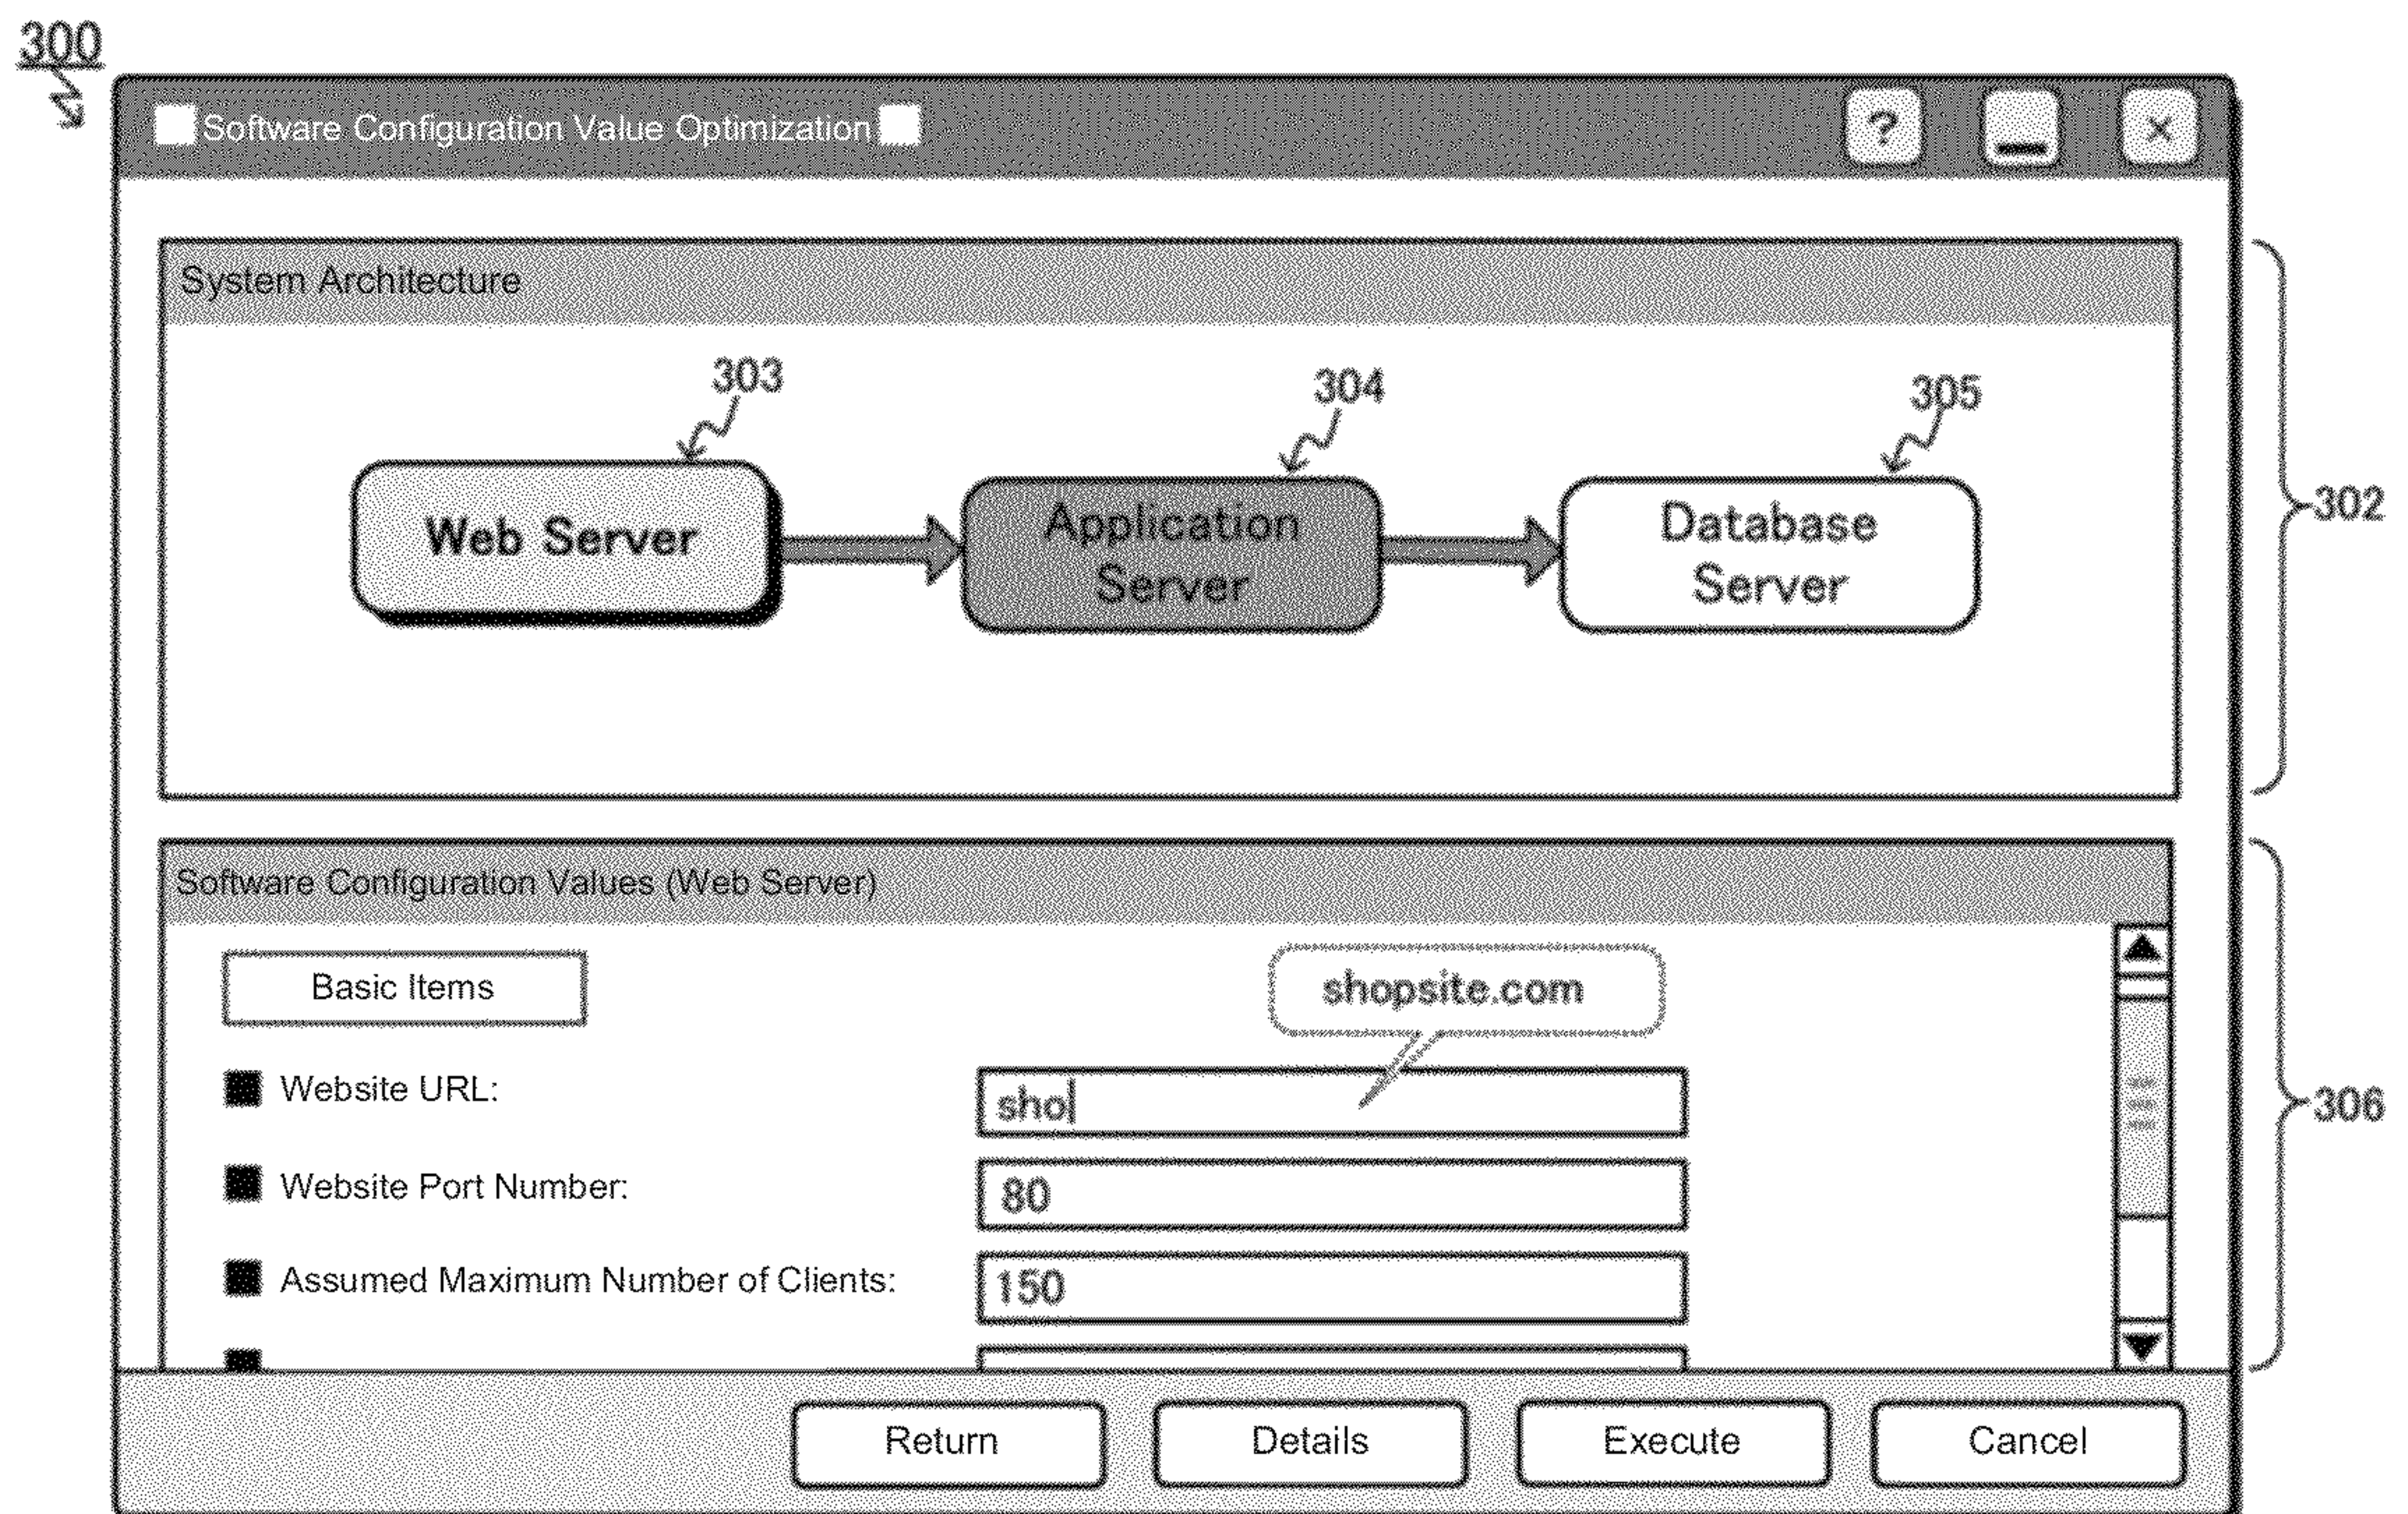 300
Software Configuration Value Optimization
?
×
System Architecture
303
304
305
Web Server
Application
Server
Database
Server
302
Software Configuration Values (Web Server)
Basic Items
shopsite.com
Website URL:
sho
Website Port Number:
80
306
Assumed Maximum Number of Clients:
150
Return
Details
Execute
Cancel